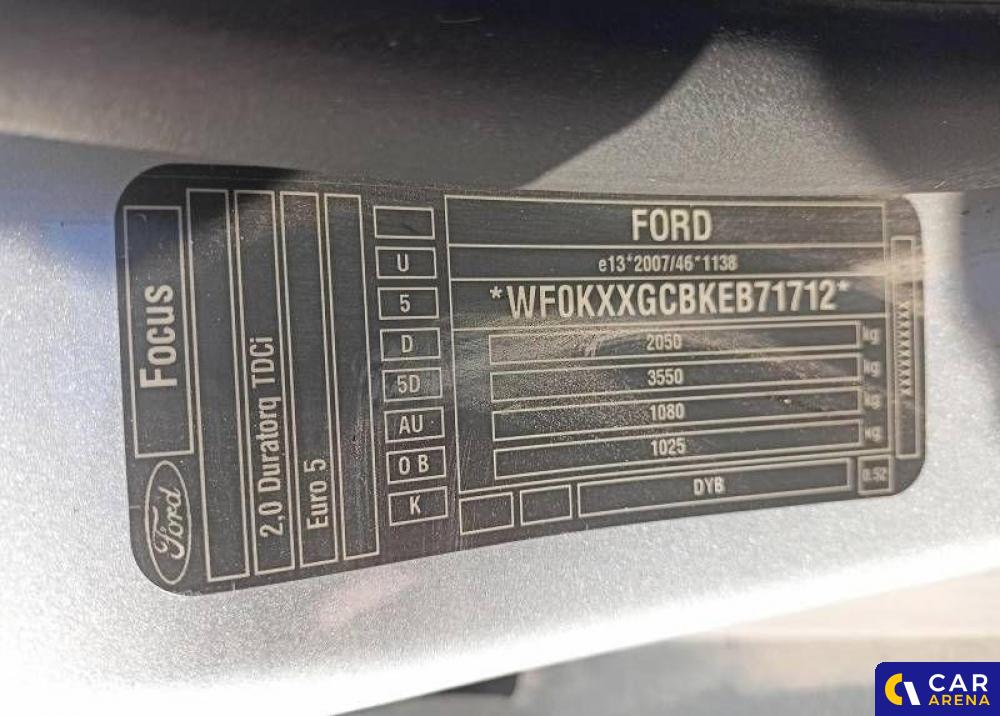 Focus
Ford
2,0 Duratorq TDCi
Euro 5
U
5
D
5D
AU
0 B
K
FORD
e13*2007/46*1138
*WF0KXXGCBKEB71712*
2050 kg
3550 kg
1080 kg
1025 kg
DYB
0.52
XXXXXXXXX
CAR
ARENA